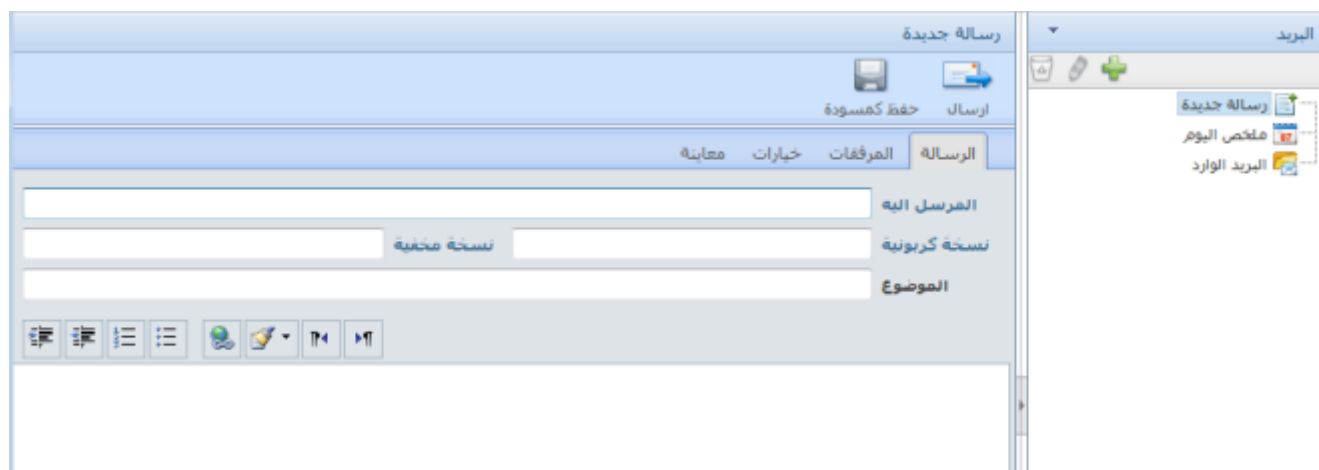 البريد
رسالة جديدة
ملخص اليوم
البريد الوارد
رسالة جديدة
ارسال حفظ كمسودة
الرسالة المرفقات خيارات معاينة
المرسل اليه
نسخة كربونية نسخة مخفية
الموضوع